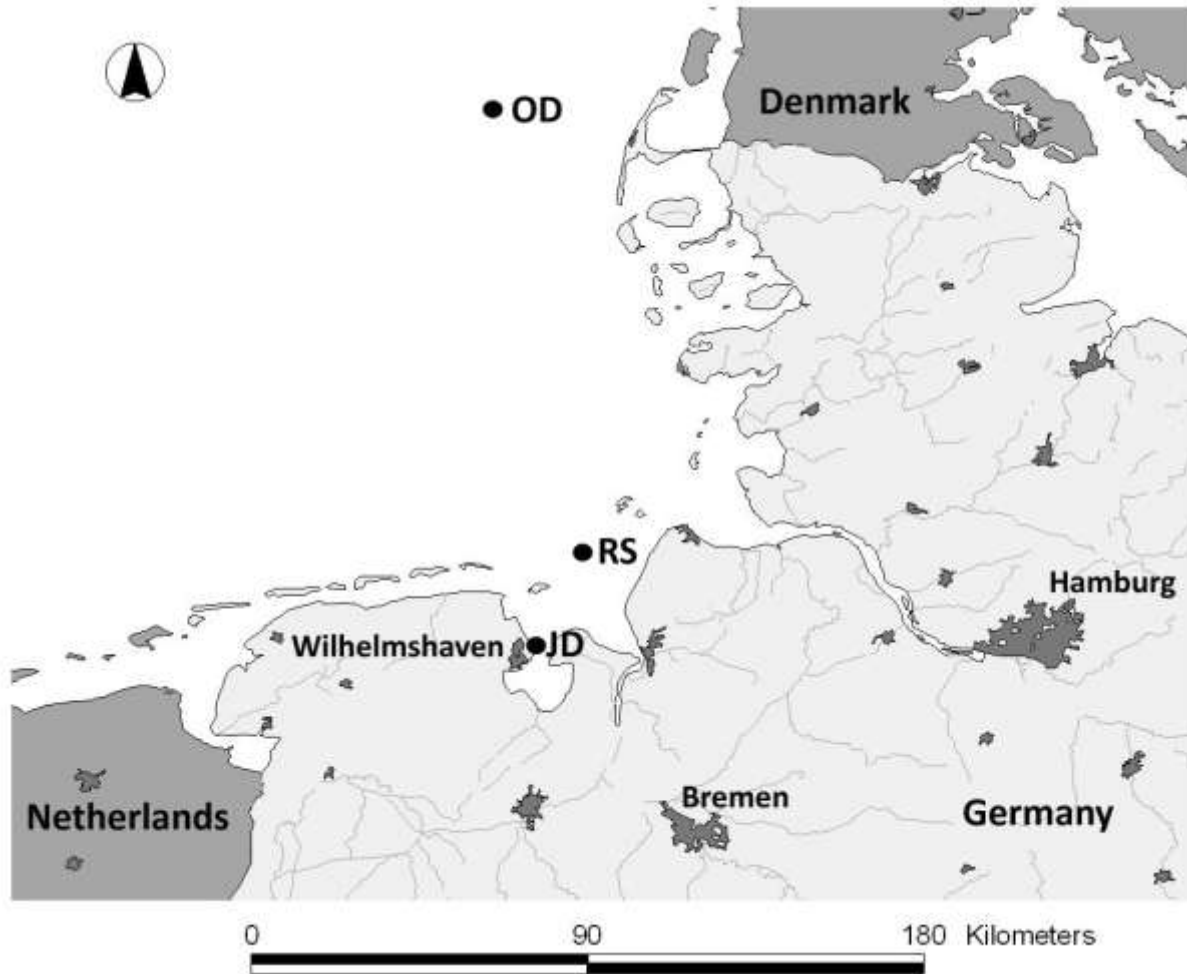 OD
Denmark
RS
Hamburg
Wilhelmshaven
JD
Bremen
Netherlands
Germany
0 90 180 Kilometers